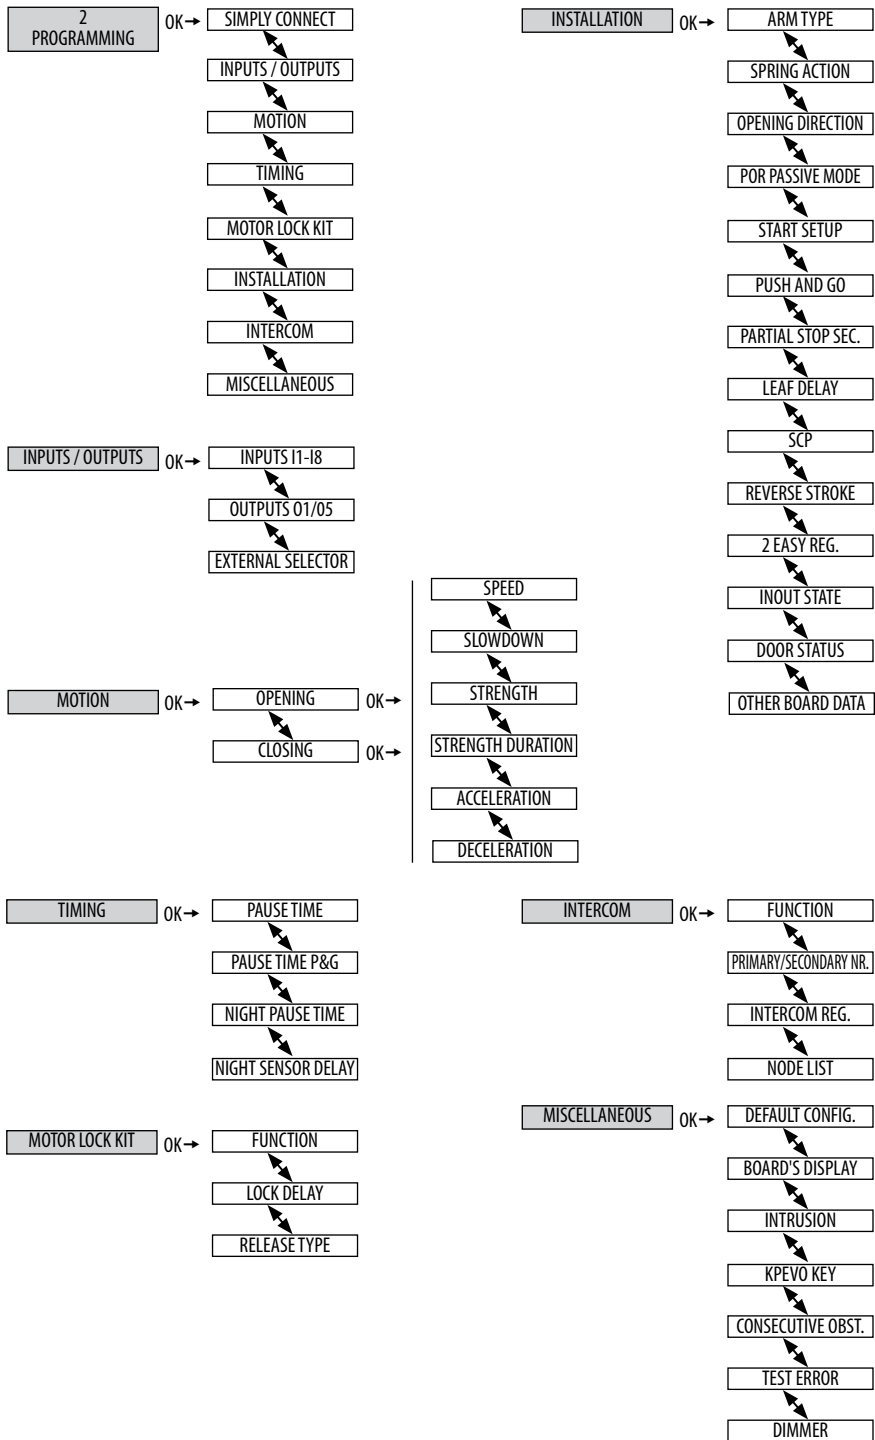 2
PROGRAMMING
OK→
SIMPLY CONNECT
INPUTS / OUTPUTS
MOTION
TIMING
MOTOR LOCK KIT
INSTALLATION
INTERCOM
MISCELLANEOUS
INPUTS / OUTPUTS
OK→
INPUTS I1-I8
OUTPUTS O1/05
EXTERNAL SELECTOR
MOTION
OK→
OPENING
OK→
CLOSING
OK→
SPEED
SLOWDOWN
STRENGTH
STRENGTH DURATION
ACCELERATION
DECELERATION
TIMING
OK→
PAUSE TIME
PAUSE TIME P&G
NIGHT PAUSE TIME
NIGHT SENSOR DELAY
MOTOR LOCK KIT
OK→
FUNCTION
LOCK DELAY
RELEASE TYPE
INSTALLATION
OK→
ARM TYPE
SPRING ACTION
OPENING DIRECTION
POR PASSIVE MODE
START SETUP
PUSH AND GO
PARTIAL STOP SEC.
LEAF DELAY
SCP
REVERSE STROKE
2 EASY REG.
INOUT STATE
DOOR STATUS
OTHER BOARD DATA
INTERCOM
OK→
FUNCTION
PRIMARY/SECONDARY NR.
INTERCOM REG.
NODE LIST
MISCELLANEOUS
OK→
DEFAULT CONFIG.
BOARD'S DISPLAY
INTRUSION
KPEVO KEY
CONSECUTIVE OBST.
TEST ERROR
DIMMER